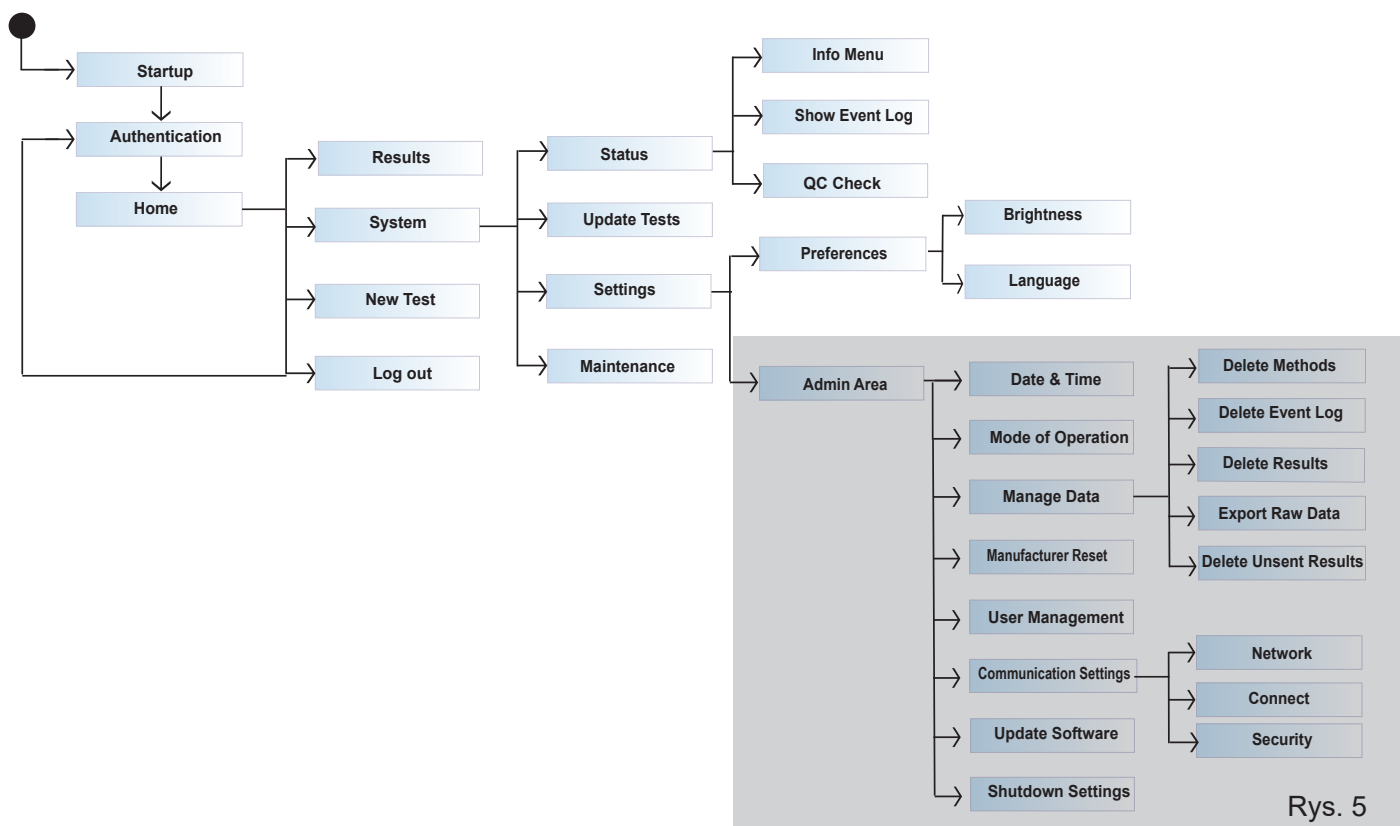 Startup
Authentication
Home
Results
System
New Test
Log out
Status
Update Tests
Settings
Maintenance
Info Menu
Show Event Log
QC Check
Preferences
Brightness
Language
Admin Area
Date & Time
Mode of Operation
Manage Data
Manufacturer Reset
User Management
Communication Settings
Update Software
Shutdown Settings
Delete Methods
Delete Event Log
Delete Results
Export Raw Data
Delete Unsent Results
Network
Connect
Security
Rys. 5